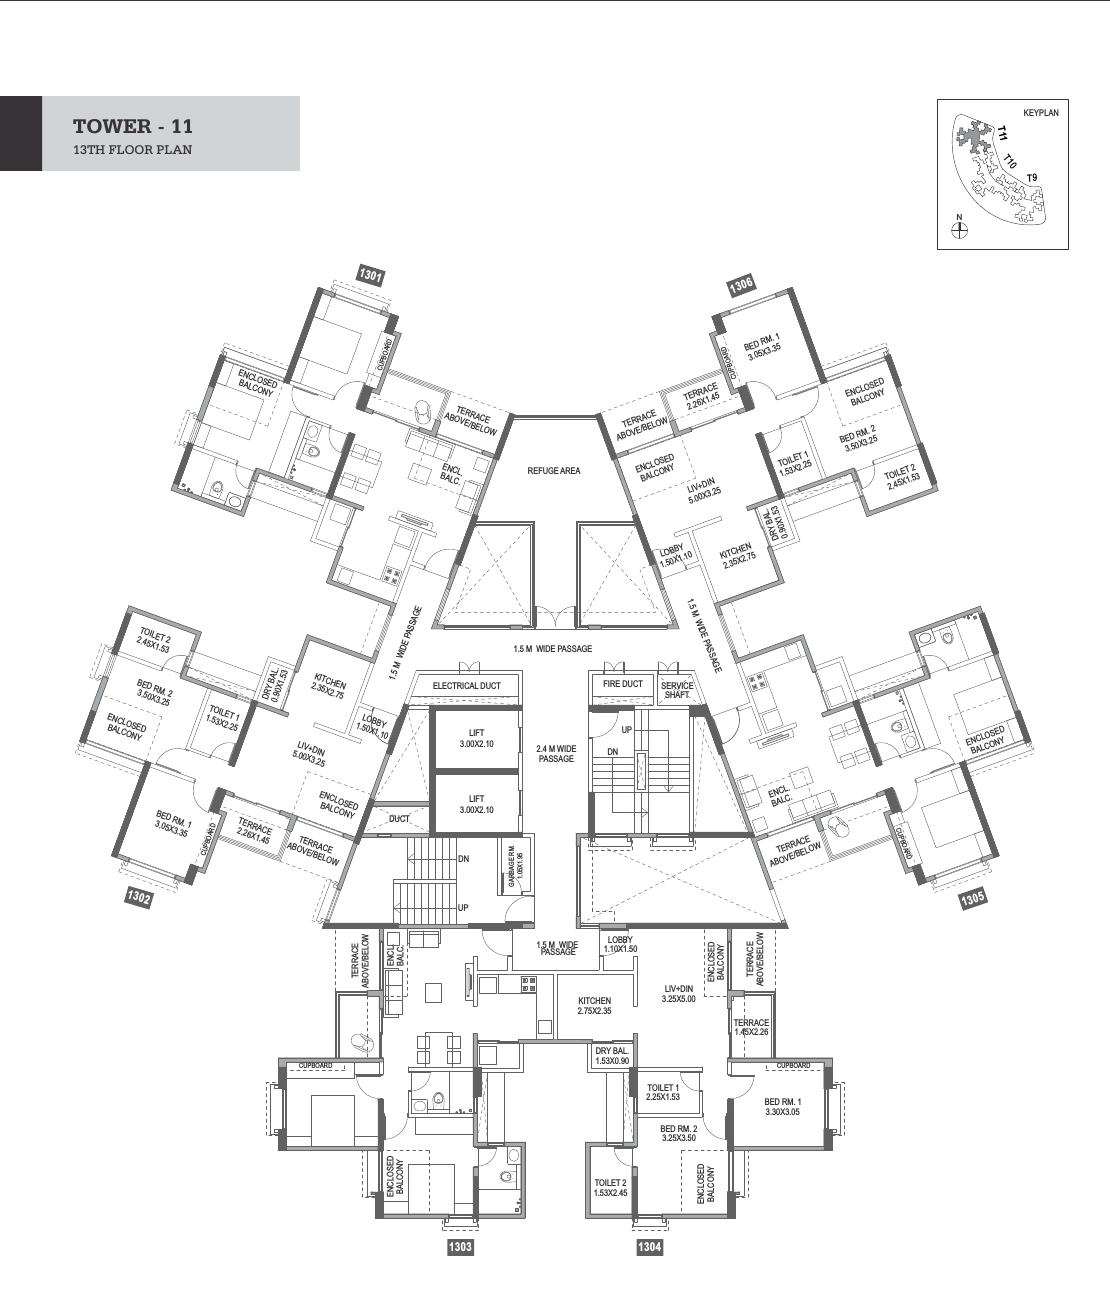 TOWER - 11
13TH FLOOR PLAN
KEYPLAN
T11
T10
T9
N
1301
CUPBOARD
ENCLOSED
BALCONY
TERRACE
ABOVE/BELOW
ENCL.
BALC.
REFUGE AREA
1306
BED RM. 1
3.05X3.35
CUPBOARD
TERRACE
2.26X1.45
TERRACE
ABOVE/BELOW
ENCLOSED
BALCONY
ENCLOSED
BALCONY
BED RM. 2
3.50X3.25
TOILET 1
1.53X2.25
TOILET 2
2.45X1.53
LIV+DIN
5.00X3.25
DRY BAL.
0.90X1.53
LOBBY
1.50X1.10
KITCHEN
2.35X2.75
1.5 M WIDE PASSAGE
1.5 M WIDE PASSAGE
1.5 M WIDE PASSAGE
TOILET 2
2.45X1.53
BED RM. 2
3.50X3.25
ENCLOSED
BALCONY
TOILET 1
1.53X2.25
DRY BAL.
0.90X1.53
KITCHEN
2.35X2.75
LOBBY
1.50X1.10
LIV+DIN
5.00X3.25
ENCLOSED
BALCONY
BED RM. 1
3.05X3.35
CUPBOARD
TERRACE
2.26X1.45
TERRACE
ABOVE/BELOW
1302
ELECTRICAL DUCT
FIRE DUCT
SERVICE
SHAFT.
LIFT
3.00X2.10
2.4 M WIDE
PASSAGE
UP
DN
LIFT
3.00X2.10
DUCT
DN
UP
GARBAGE RM.
1.05X1.95
ENCLOSED
BALCONY
ENCL.
BALC.
TERRACE
ABOVE/BELOW
CUPBOARD
1305
TERRACE
ABOVE/BELOW
ENCL.
BALC.
1.5 M WIDE
PASSAGE
LOBBY
1.10X1.50
ENCLOSED
BALCONY
TERRACE
ABOVE/BELOW
LIV+DIN
3.25X5.00
KITCHEN
2.75X2.35
TERRACE
1.45X2.26
DRY BAL.
1.53X0.90
CUPBOARD
CUPBOARD
TOILET 1
2.25X1.53
BED RM. 1
3.30X3.05
BED RM. 2
3.25X3.50
ENCLOSED
BALCONY
TOILET 2
1.53X2.45
ENCLOSED
BALCONY
1303
1304